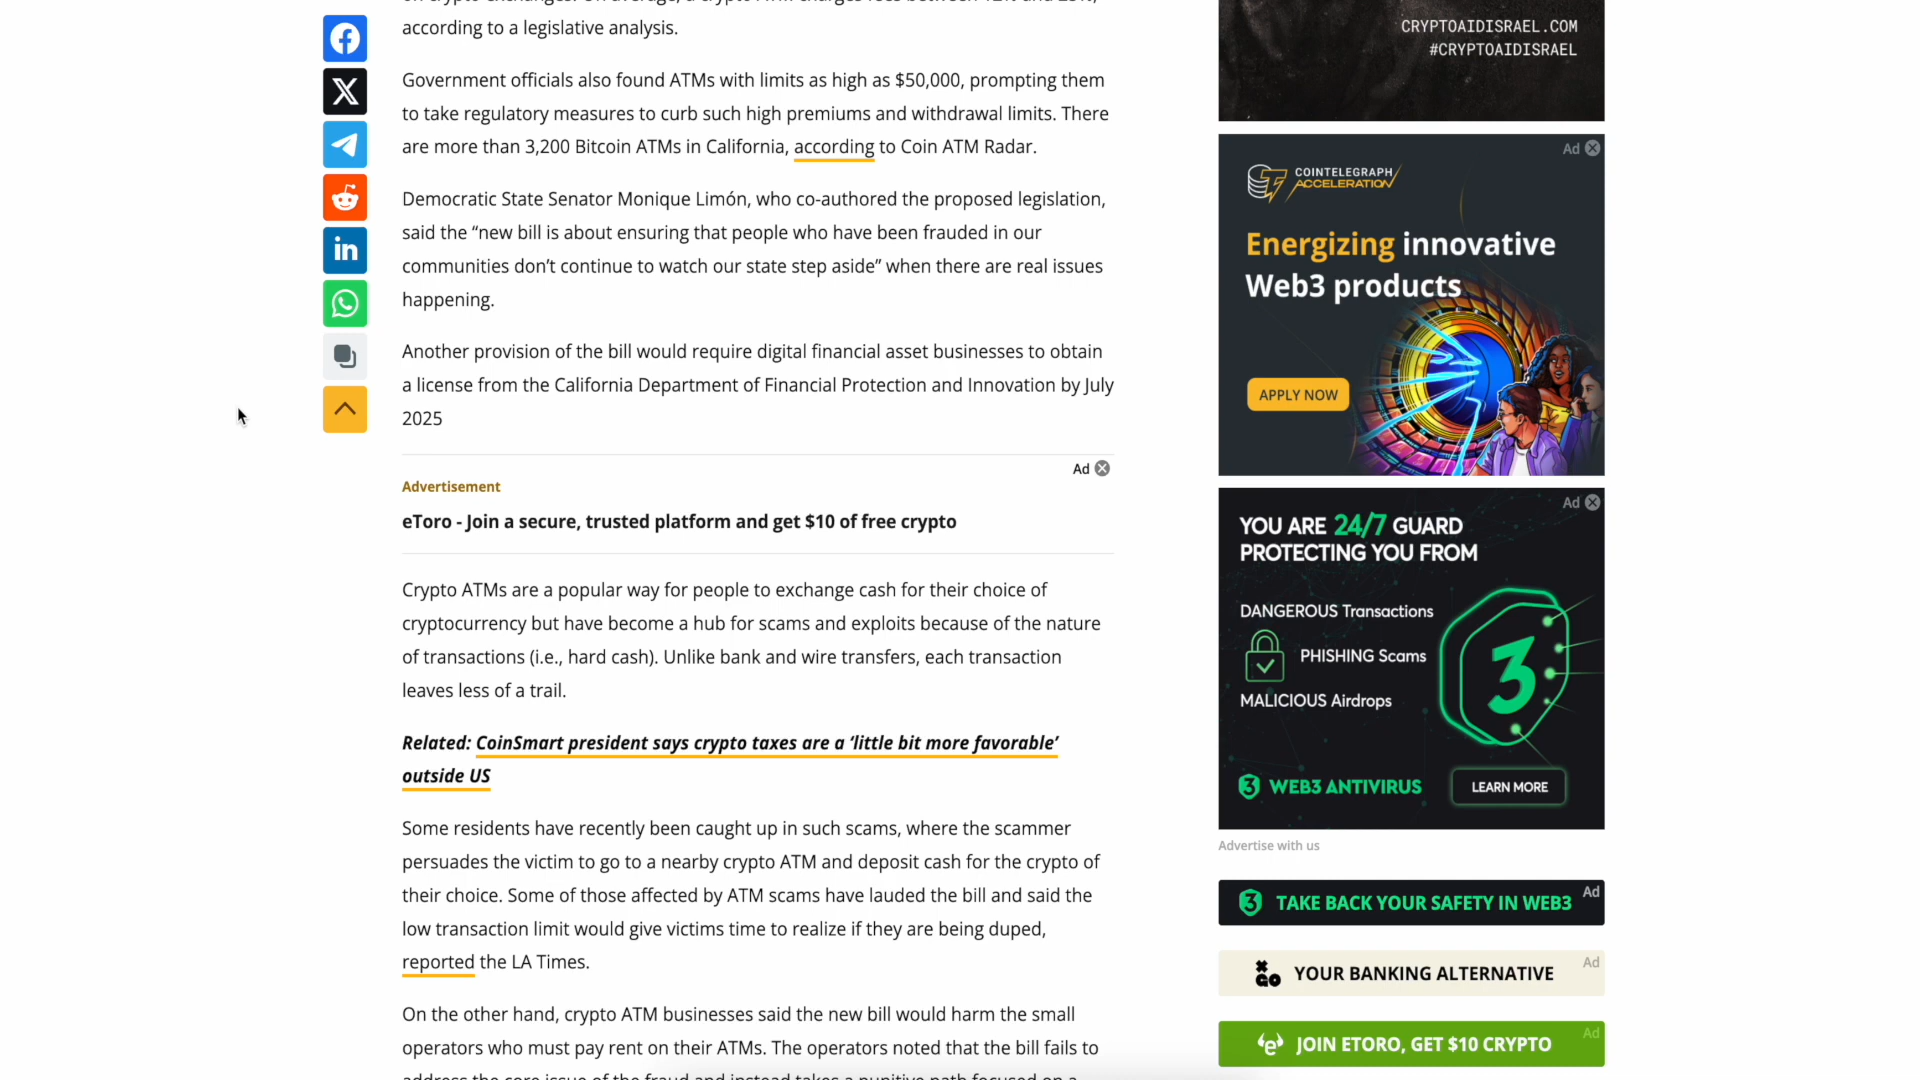 according to a legislative analysis.
Government officials also found ATMs with limits as high as $50,000, prompting them
to take regulatory measures to curb such high premiums and withdrawal limits. There
are more than 3,200 Bitcoin ATMs in California, according to Coin ATM Radar.
Democratic State Senator Monique Limón, who co-authored the proposed legislation,
said the “new bill is about ensuring that people who have been frauded in our
communities don’t continue to watch our state step aside” when there are real issues
happening.
Another provision of the bill would require digital financial asset businesses to obtain
a license from the California Department of Financial Protection and Innovation by July
2025
Ad
Advertisement
eToro - Join a secure, trusted platform and get $10 of free crypto
Crypto ATMs are a popular way for people to exchange cash for their choice of
cryptocurrency but have become a hub for scams and exploits because of the nature
of transactions (i.e., hard cash). Unlike bank and wire transfers, each transaction
leaves less of a trail.
Related: CoinSmart president says crypto taxes are a ‘little bit more favorable’
outside US
Some residents have recently been caught up in such scams, where the scammer
persuades the victim to go to a nearby crypto ATM and deposit cash for the crypto of
their choice. Some of those affected by ATM scams have lauded the bill and said the
low transaction limit would give victims time to realize if they are being duped,
reported the LA Times.
On the other hand, crypto ATM businesses said the new bill would harm the small
operators who must pay rent on their ATMs. The operators noted that the bill fails to
CRYPTOAIDISRAEL.COM
#CRYPTOAIDISRAEL
Ad
COINTELEGRAPH
ACCELERATION
Energizing innovative
Web3 products
APPLY NOW
Ad
YOU ARE 24/7 GUARD
PROTECTING YOU FROM
DANGEROUS Transactions
PHISHING Scams
MALICIOUS Airdrops
3
3 WEB3 ANTIVIRUS
LEARN MORE
Advertise with us
Ad
3 TAKE BACK YOUR SAFETY IN WEB3
Ad
YOUR BANKING ALTERNATIVE
Ad
JOIN ETORO, GET $10 CRYPTO